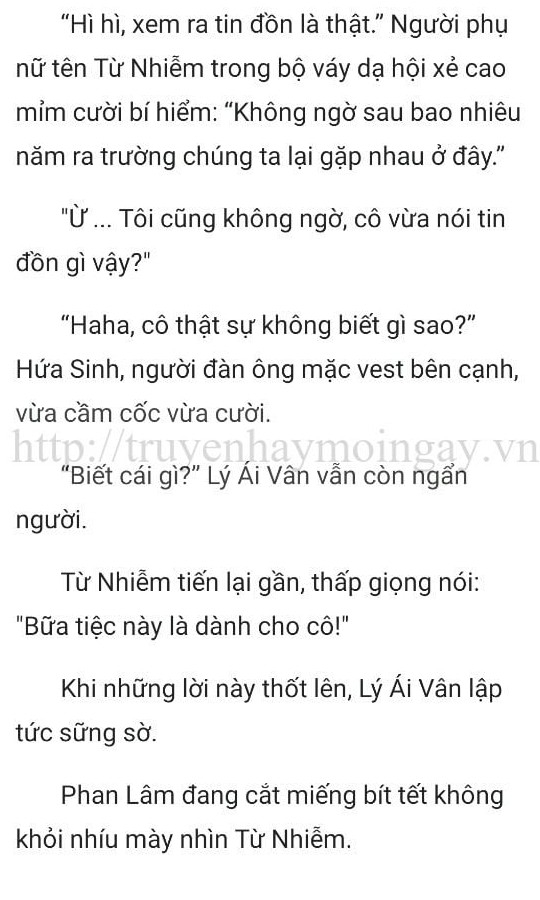 “Hì hì, xem ra tin đồn là thật.” Người phụ
nữ tên Từ Nhiễm trong bộ váy dạ hội xẻ cao
mỉm cười bí hiểm: “Không ngờ sau bao nhiêu
năm ra trường chúng ta lại gặp nhau ở đây.”
"Ừ ... Tôi cũng không ngờ, cô vừa nói tin
đồn gì vậy?"
“Haha, cô thật sự không biết gì sao?”
Hứa Sinh, người đàn ông mặc vest bên cạnh,
vừa cầm cốc vừa cười.
http://truyenhaymoingay.vn
“Biết cái gì?” Lý Ái Vân vẫn còn ngẩn
người.
Từ Nhiễm tiến lại gần, thấp giọng nói:
"Bữa tiệc này là dành cho cô!"
Khi những lời này thốt lên, Lý Ái Vân lập
tức sững sờ.
Phan Lâm đang cắt miếng bít tết không
khỏi nhíu mày nhìn Từ Nhiễm.